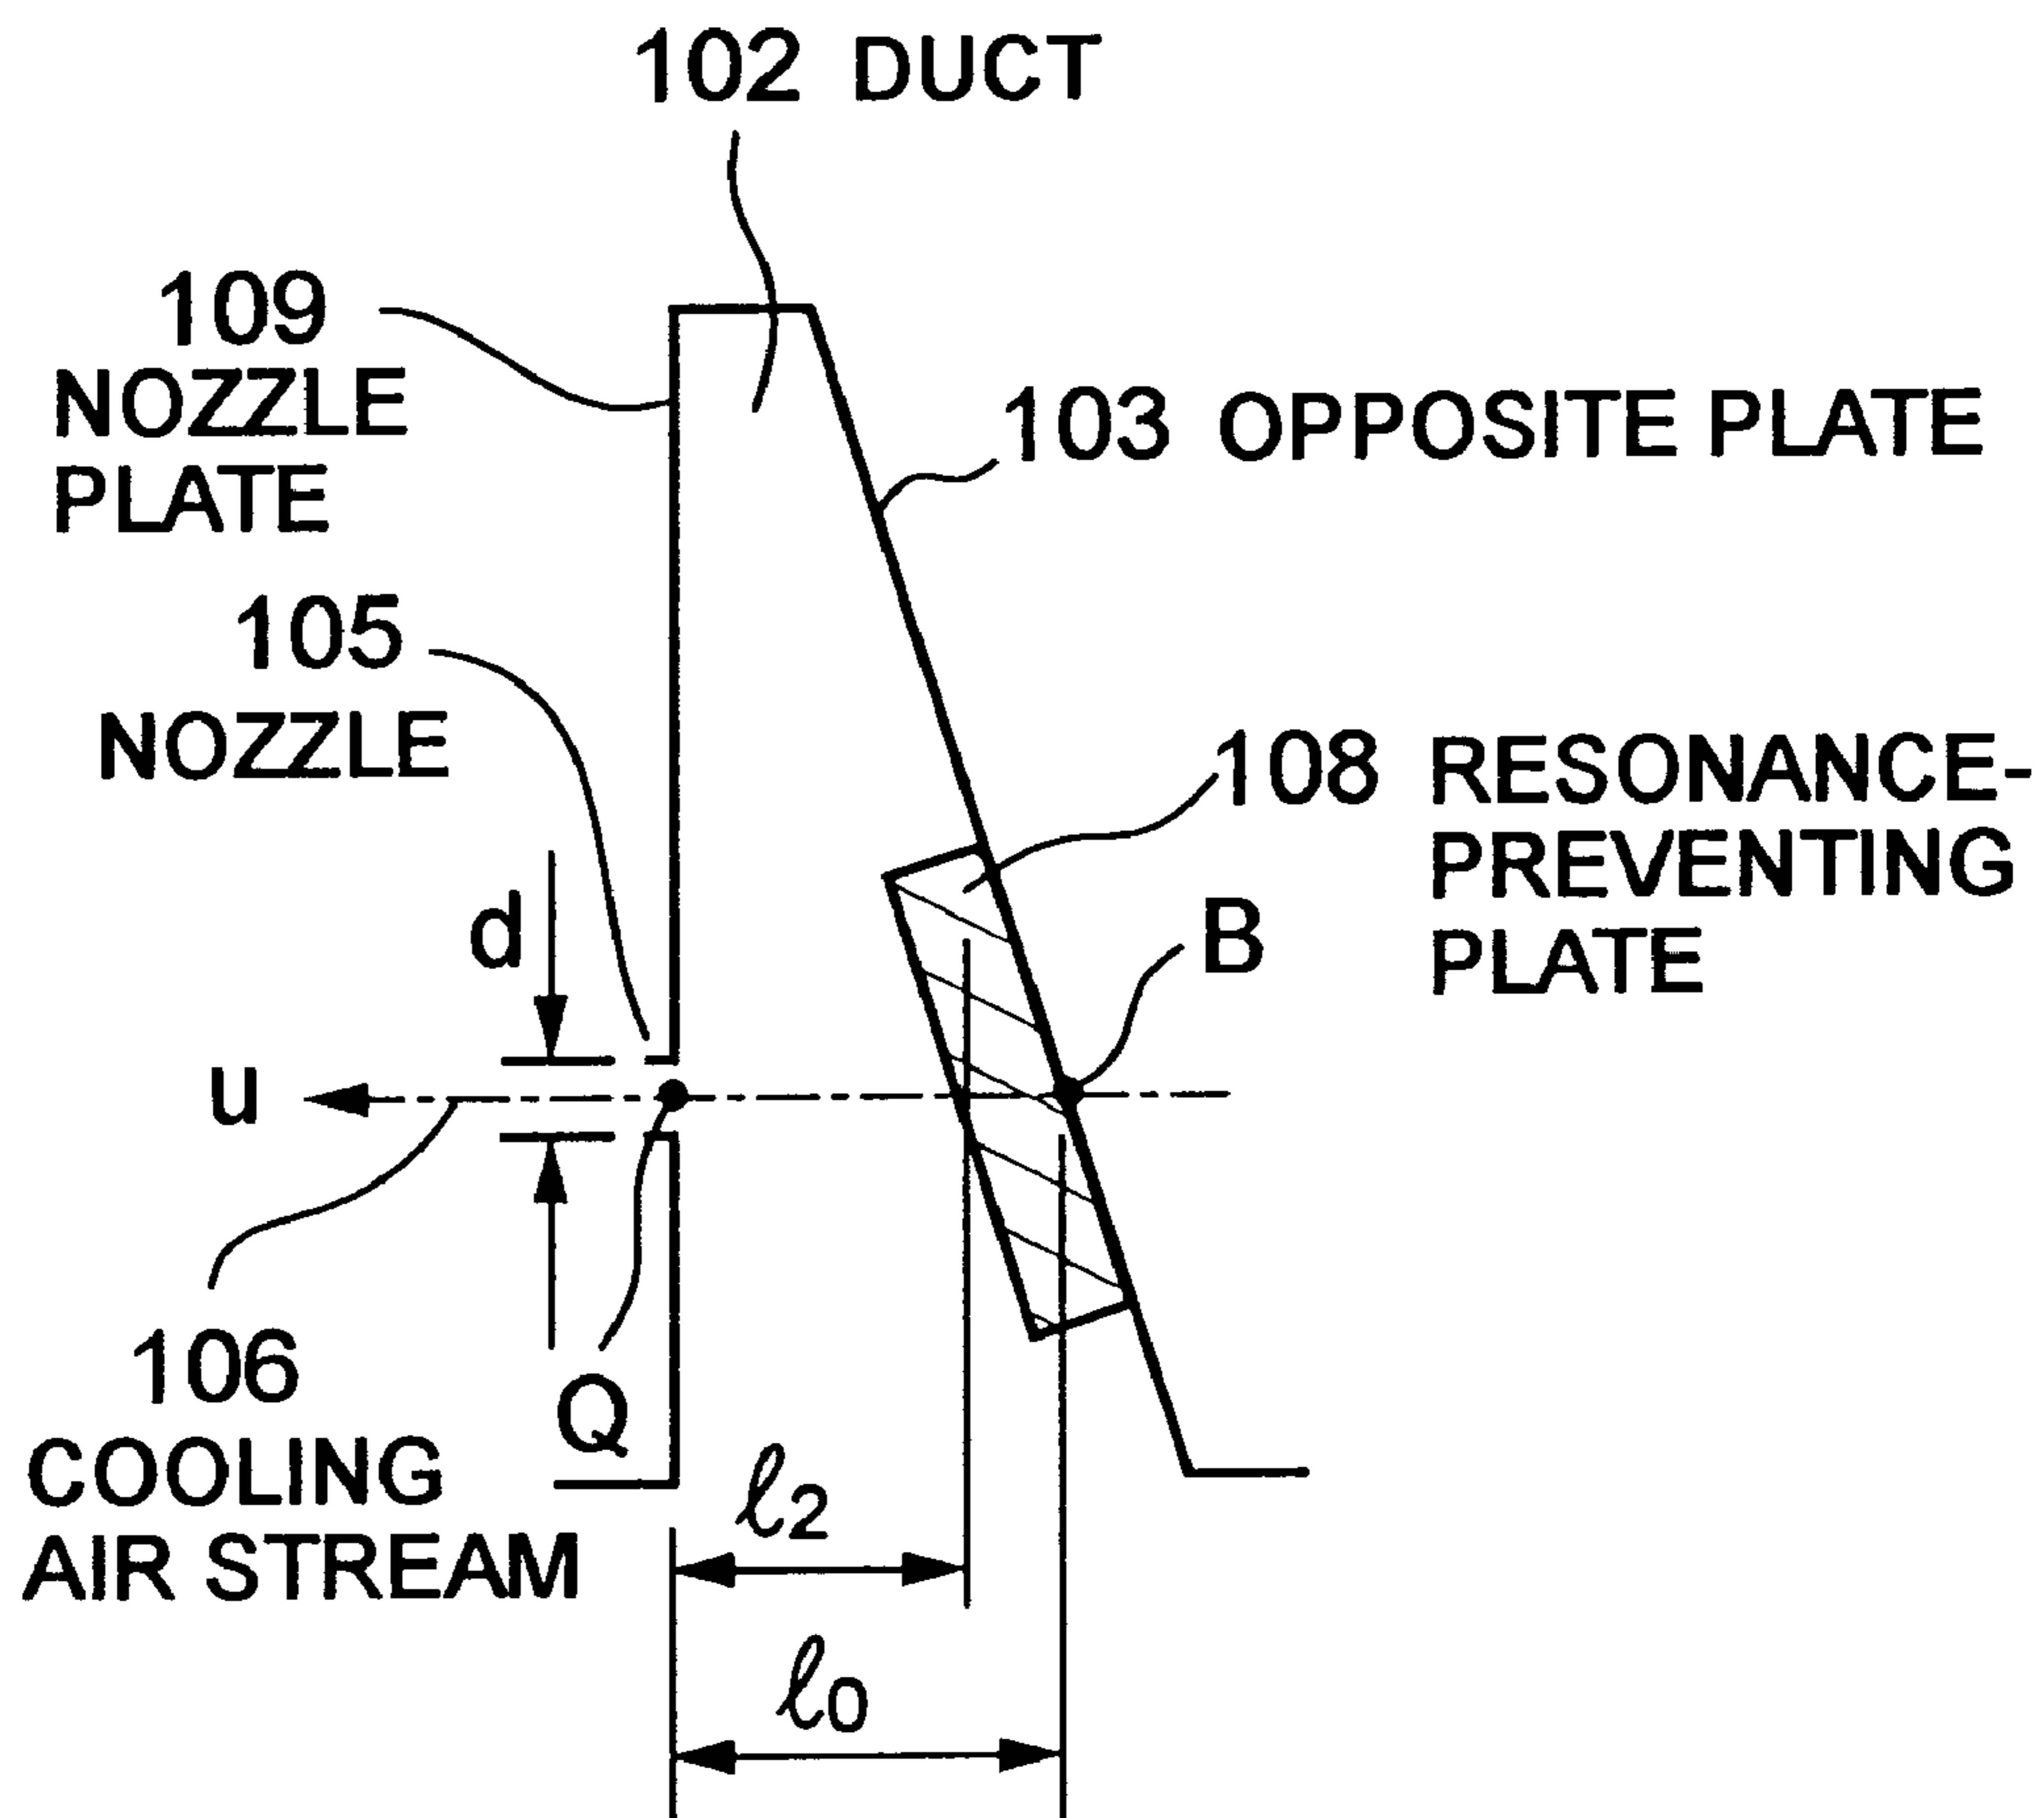 102 DUCT
109
NOZZLE
PLATE
103 OPPOSITE PLATE
105
NOZZLE
108 RESONANCE-
PREVENTING
PLATE
d
B
u
Q
106
COOLING
AIR STREAM
ℓ2
ℓ0